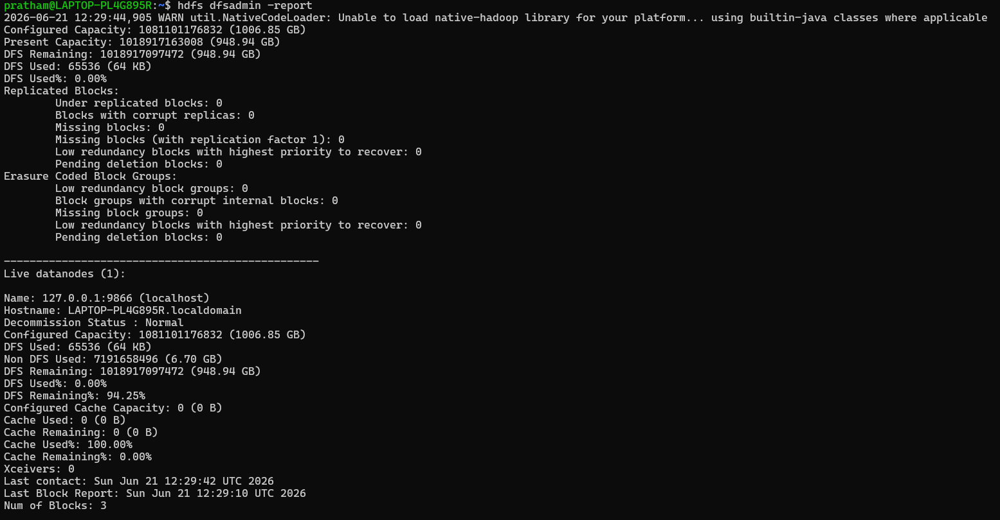 pratham@LAPTOP-PL4G895R:~$ hdfs dfsadmin -report
2026-06-21 12:29:44,905 WARN util.NativeCodeLoader: Unable to load native-hadoop library for your platform... using builtin-java classes where applicable
Configured Capacity: 1081101176832 (1006.85 GB)
Present Capacity: 1018917163008 (948.94 GB)
DFS Remaining: 1018917097472 (948.94 GB)
DFS Used: 65536 (64 KB)
DFS Used%: 0.00%
Replicated Blocks:
	Under replicated blocks: 0
	Blocks with corrupt replicas: 0
	Missing blocks: 0
	Missing blocks (with replication factor 1): 0
	Low redundancy blocks with highest priority to recover: 0
	Pending deletion blocks: 0
Erasure Coded Block Groups:
	Low redundancy block groups: 0
	Block groups with corrupt internal blocks: 0
	Missing block groups: 0
	Low redundancy blocks with highest priority to recover: 0
	Pending deletion blocks: 0

-------------------------------------------------
Live datanodes (1):

Name: 127.0.0.1:9866 (localhost)
Hostname: LAPTOP-PL4G895R.localdomain
Decommission Status : Normal
Configured Capacity: 1081101176832 (1006.85 GB)
DFS Used: 65536 (64 KB)
Non DFS Used: 7191658496 (6.70 GB)
DFS Remaining: 1018917097472 (948.94 GB)
DFS Used%: 0.00%
DFS Remaining%: 94.25%
Configured Cache Capacity: 0 (0 B)
Cache Used: 0 (0 B)
Cache Remaining: 0 (0 B)
Cache Used%: 100.00%
Cache Remaining%: 0.00%
Xceivers: 0
Last contact: Sun Jun 21 12:29:42 UTC 2026
Last Block Report: Sun Jun 21 12:29:10 UTC 2026
Num of Blocks: 3